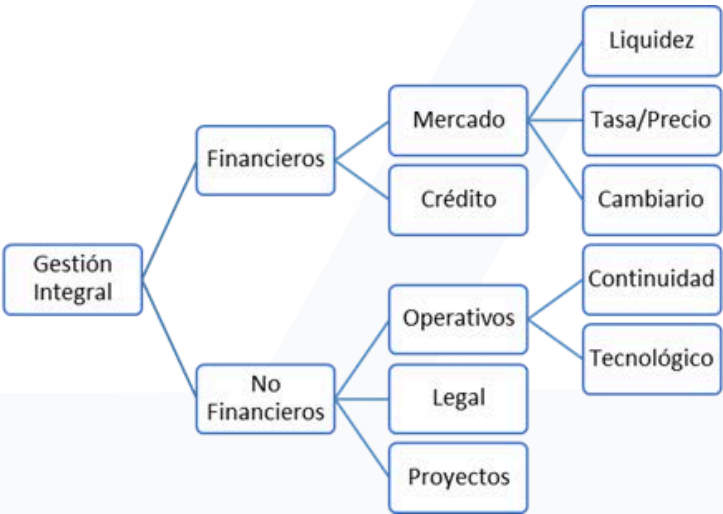 Gestión
Integral
Financieros
Mercado
Liquidez
Tasa/Precio
Cambiario
Crédito
No
Financieros
Operativos
Continuidad
Tecnológico
Legal
Proyectos